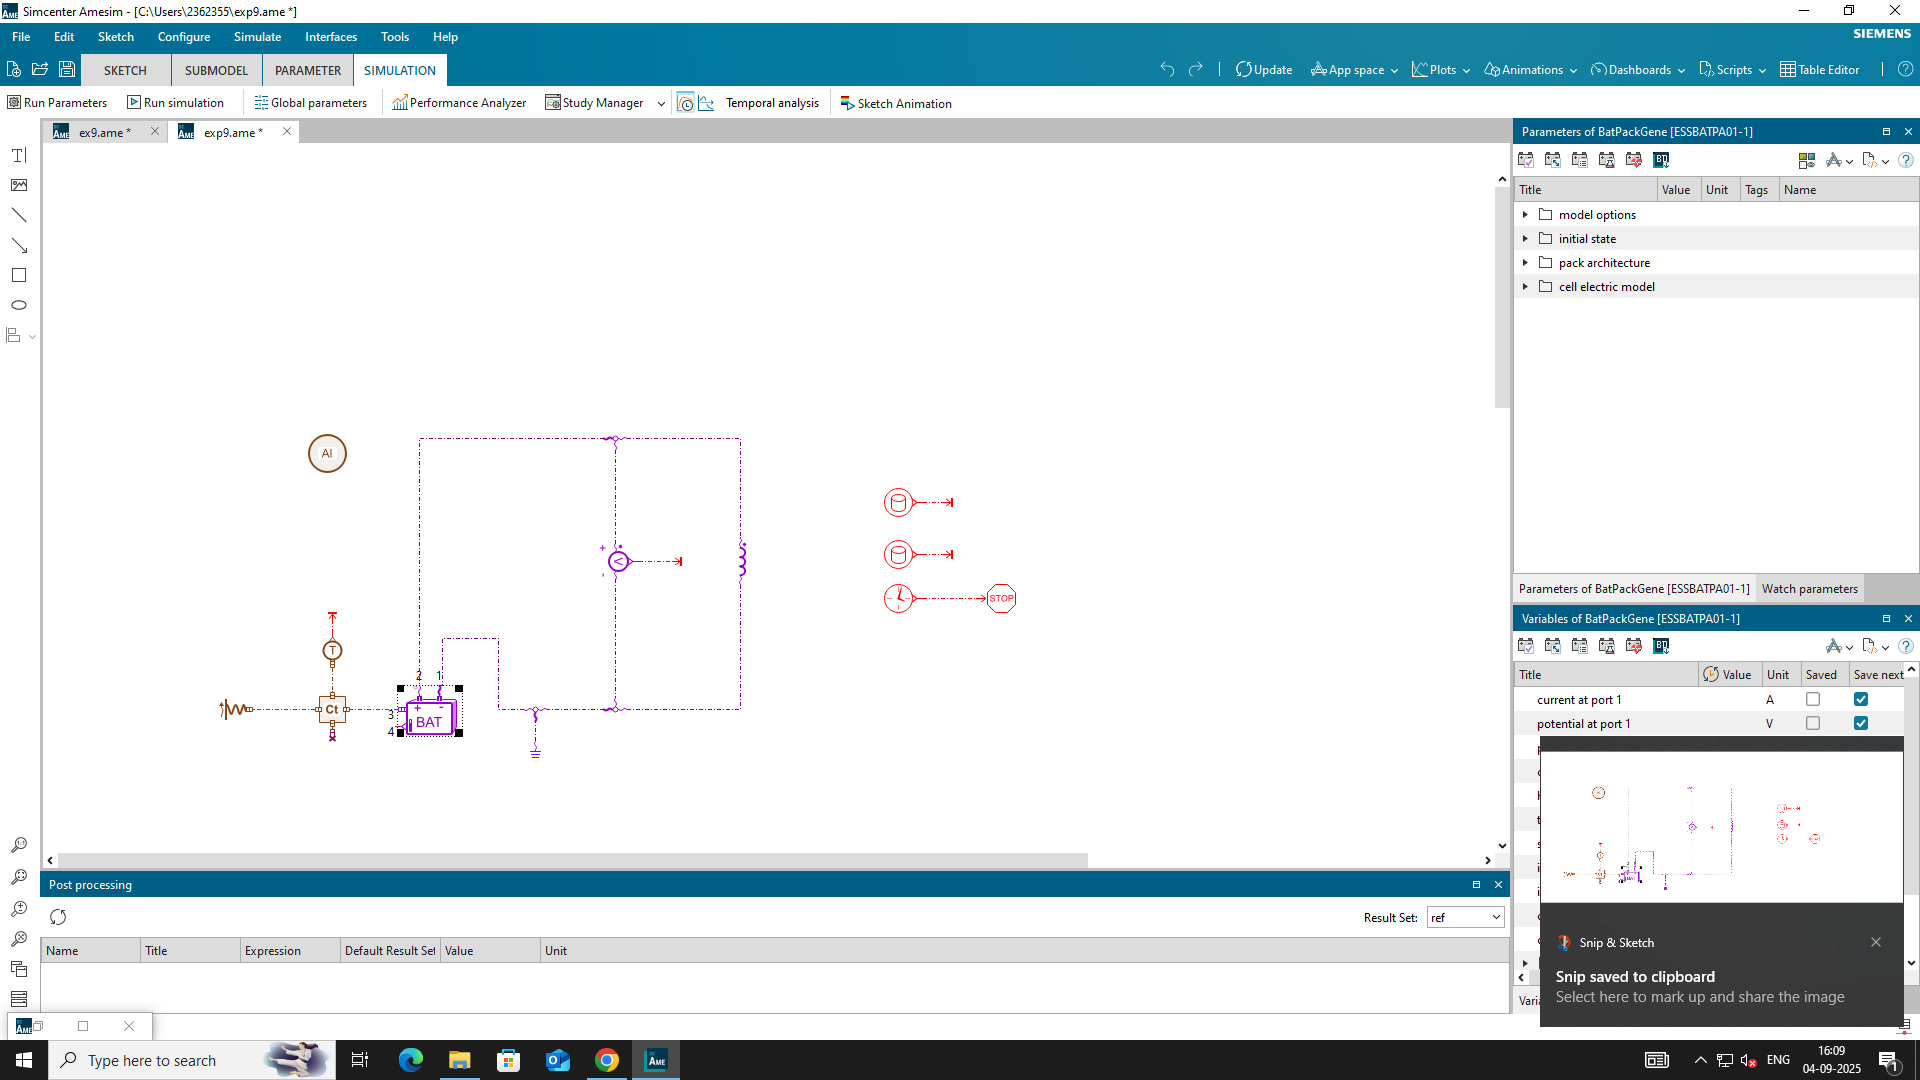 Simcenter Amesim - [C:\Users\2362355\exp9.ame *]
File Edit Sketch Configure Simulate Interfaces Tools Help
SIEMENS
SKETCH SUBMODEL PARAMETER SIMULATION
Update App space Plots Animations Dashboards Scripts Table Editor
Run Parameters Run simulation Global parameters Performance Analyzer Study Manager Temporal analysis Sketch Animation
ex9.ame * exp9.ame *
Parameters of BatPackGene [ESSBATPA01-1]
Title Value Unit Tags Name
model options
initial state
pack architecture
cell electric model
Parameters of BatPackGene [ESSBATPA01-1] Watch parameters
Al
STOP
T
Ct
2 1
3
4
+ -
BAT
Variables of BatPackGene [ESSBATPA01-1]
Title Value Unit Saved Save next
current at port 1 A
potential at port 1 V
Post processing
Result Set: ref
Name Title Expression Default Result Set Value Unit
Snip & Sketch
Snip saved to clipboard
Select here to mark up and share the image
Type here to search
ENG
16:09
04-09-2025
1